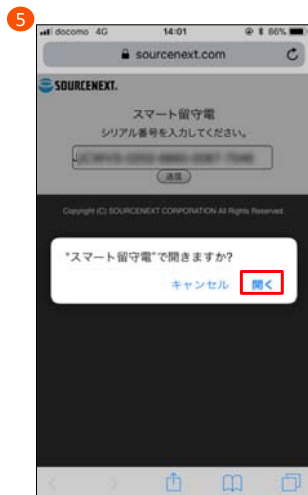 5
docomo 4G 14:01 86%
sourcenext.com
SOURCENEXT.
スマート留守電
シリアル番号を入力してください。
送信
Copyright (C) SOURCENEXT CORPORATION All Rights Reserved.
"スマート留守電"で開きますか?
キャンセル 開く